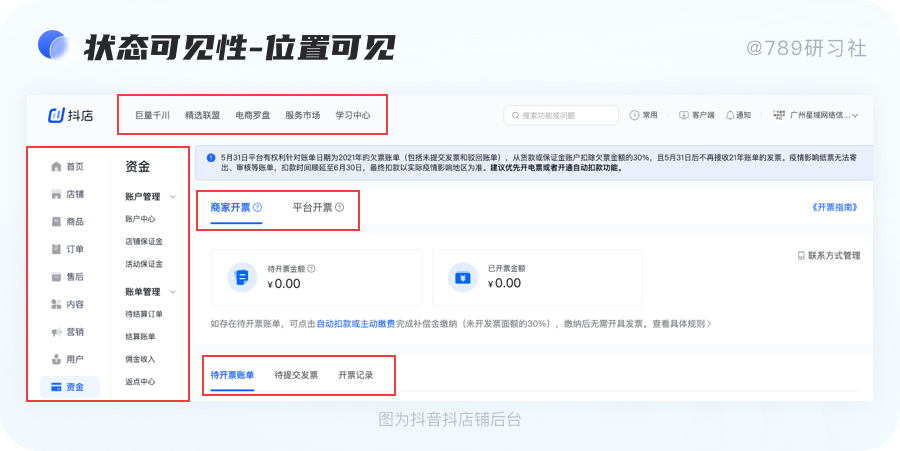 状态可见性-位置可见
@789研习社
抖店
巨量千川 精选联盟 电商罗盘 服务市场 学习中心
搜索功能或问题
常用 客户端 通知 广州星域网络信...
首页
店铺
商品
订单
售后
内容
营销
用户
资金
资金
账户管理
账户中心
店铺保证金
活动保证金
账单管理
待结算订单
结算账单
佣金收入
返点中心
5月31日平台有权利针对账单日期为2021年的欠票账单（包括未提交发票和驳回账单），从货款或保证金账户扣除欠票金额的30%，且5月31日后不再接收21年账单的发票。疫情影响纸票无法寄
出、审核等账单，扣款时间顺延至6月30日，最终扣款以实际疫情影响地区为准。建议优先开电票或者开通自动扣款功能。
商家开票 平台开票
《开票指南》
待开票金额
¥0.00
已开票金额
¥0.00
联系方式管理
如存在待开票账单，可点击自动扣款或主动缴费完成补偿金缴纳（未开发票面额的30%），缴纳后无需开具发票。查看具体规则
待开票账单 待提交发票 开票记录
图为抖音抖店铺后台